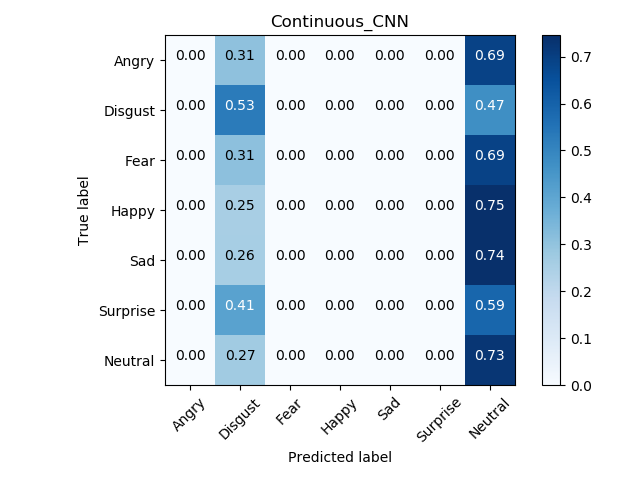 Continuous_CNN
True label
Angry 0.00 0.31 0.00 0.00 0.00 0.00 0.69
Disgust 0.00 0.53 0.00 0.00 0.00 0.00 0.47
Fear 0.00 0.31 0.00 0.00 0.00 0.00 0.69
Happy 0.00 0.25 0.00 0.00 0.00 0.00 0.75
Sad 0.00 0.26 0.00 0.00 0.00 0.00 0.74
Surprise 0.00 0.41 0.00 0.00 0.00 0.00 0.59
Neutral 0.00 0.27 0.00 0.00 0.00 0.00 0.73
Angry Disgust Fear Happy Sad Surprise Neutral
Predicted label
0.7
0.6
0.5
0.4
0.3
0.2
0.1
0.0